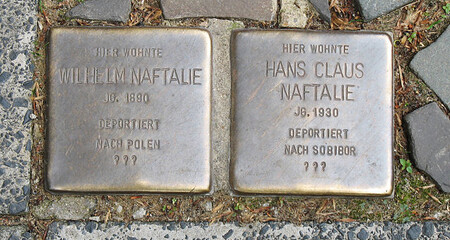 HIER WOHNTE
WILHELM NAFTALIE
JG. 1890
DEPORTIERT
NACH POLEN
???
HIER WOHNTE
HANS CLAUS
NAFTALIE
JG. 1930
DEPORTIERT
NACH SOBIBOR
???